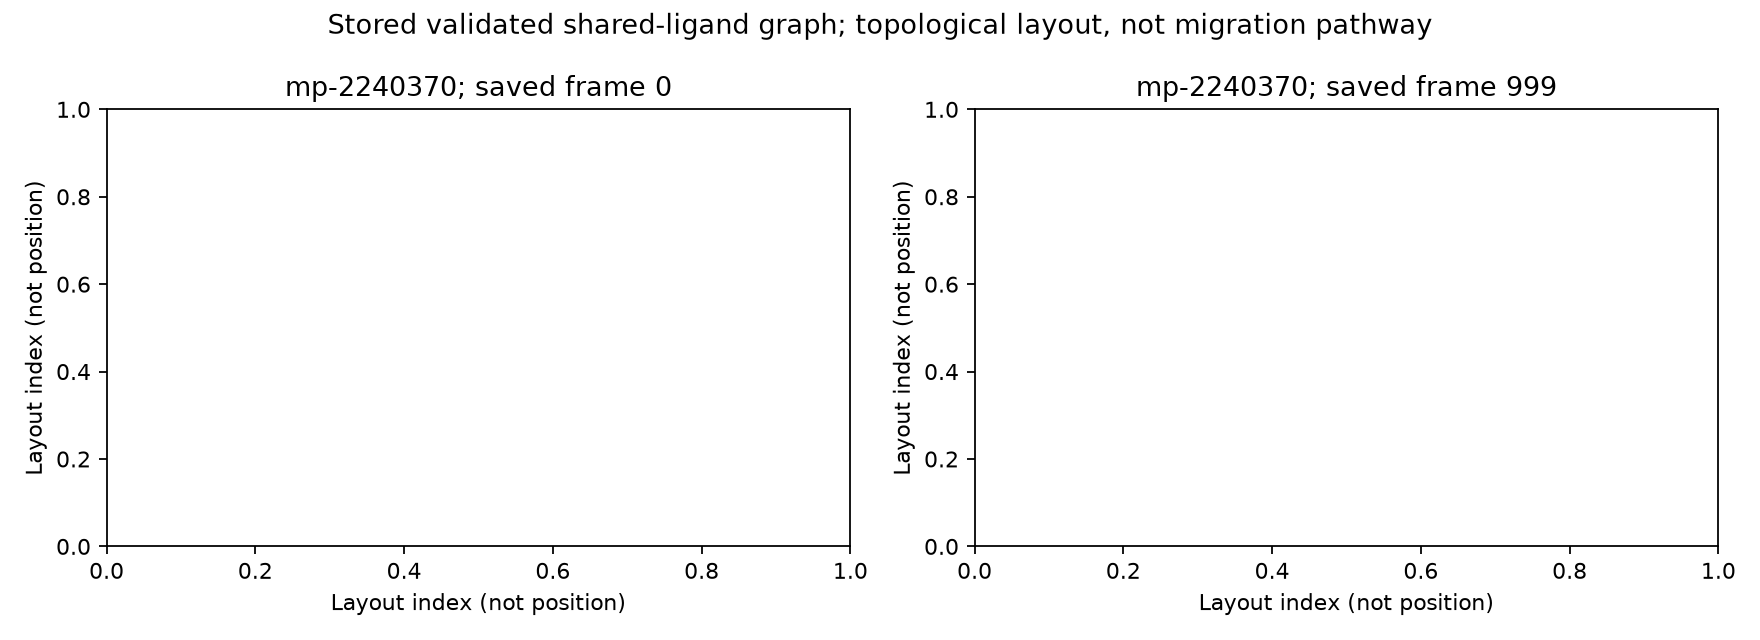 Stored validated shared-ligand graph; topological layout, not migration pathway
mp-2240370; saved frame 0
1.0
0.8
0.6
0.4
0.2
0.0
Layout index (not position)
0.0 0.2 0.4 0.6 0.8 1.0
Layout index (not position)
mp-2240370; saved frame 999
1.0
0.8
0.6
0.4
0.2
0.0
Layout index (not position)
0.0 0.2 0.4 0.6 0.8 1.0
Layout index (not position)